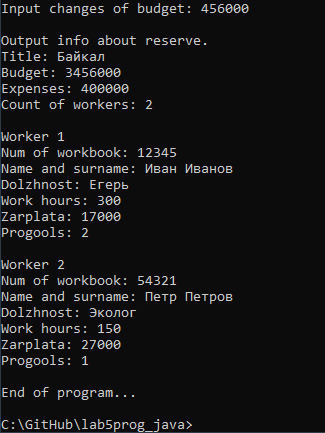 Input changes of budget: 456000
Output info about reserve.
Title: Байкал
Budget: 3456000
Expenses: 400000
Count of workers: 2
Worker 1
Num of workbook: 12345
Name and surname: Иван Иванов
Dolzhnost: Егерь
Work hours: 300
Zarplata: 17000
Progools: 2
Worker 2
Num of workbook: 54321
Name and surname: Петр Петров
Dolzhnost: Эколог
Work hours: 150
Zarplata: 27000
Progools: 1
End of program...
C:\GitHub\lab5prog_java>